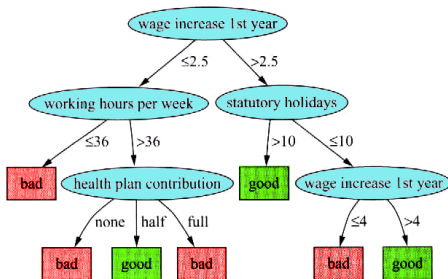 wage increase 1st year
≤2.5 >2.5
working hours per week statutory holidays
≤36 >36 >10 ≤10
bad health plan contribution good wage increase 1st year
none half full ≤4 >4
bad good bad bad good